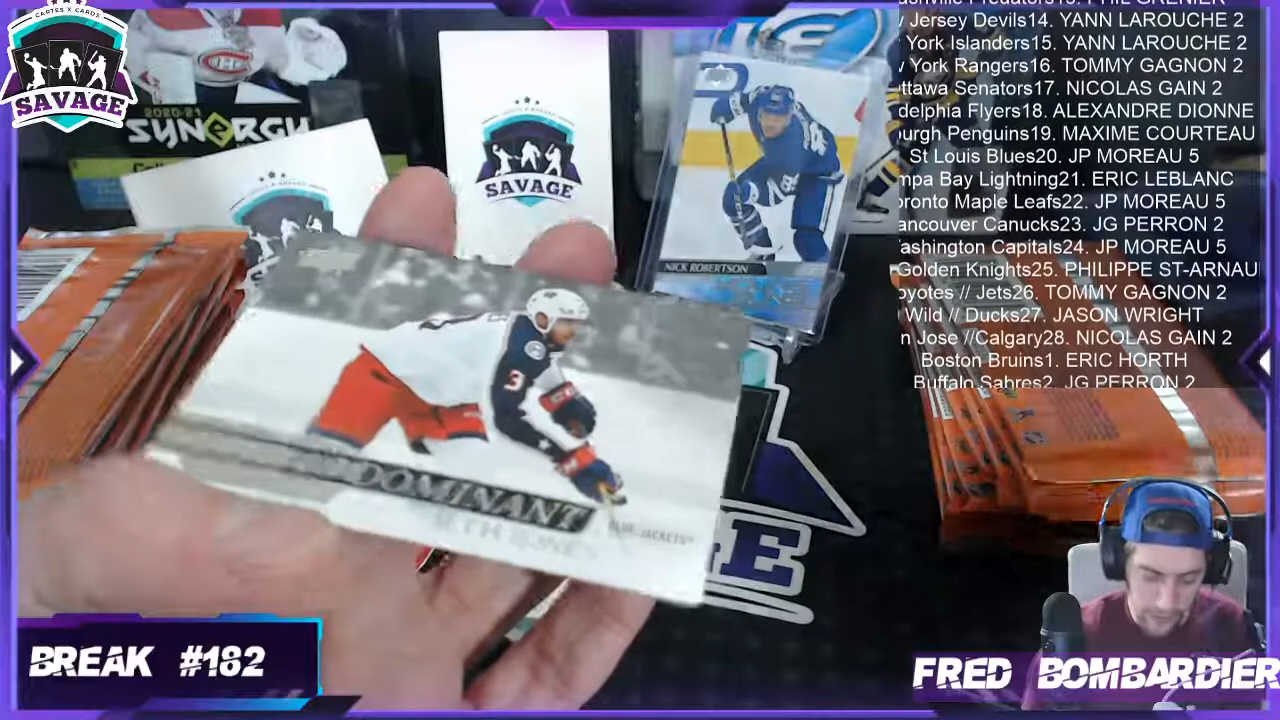 CARTES X CARDS
SAVAGE
2020-21
SYNERGY
SAVAGE
NICK ROBERTSON
DOMINANT
BLUE JACKETS
3
PHIL GRENIER
Jersey Devils14. YANN LAROUCHE 2
York Islanders15. YANN LAROUCHE 2
York Rangers16. TOMMY GAGNON 2
ttawa Senators17. NICOLAS GAIN 2
delphia Flyers18. ALEXANDRE DIONNE
burgh Penguins19. MAXIME COURTEAU
St Louis Blues20. JP MOREAU 5
mpa Bay Lightning21. ERIC LEBLANC
oronto Maple Leafs22. JP MOREAU 5
ancouver Canucks23. JG PERRON 2
ashington Capitals24. JP MOREAU 5
Golden Knights25. PHILIPPE ST-ARNAU
oyotes // Jets26. TOMMY GAGNON 2
Wild // Ducks27. JASON WRIGHT
n Jose //Calgary28. NICOLAS GAIN 2
Boston Bruins1. ERIC HORTH
Buffalo Sabres2. JG PERRON 2
BREAK #182
FRED BOMBARDIER